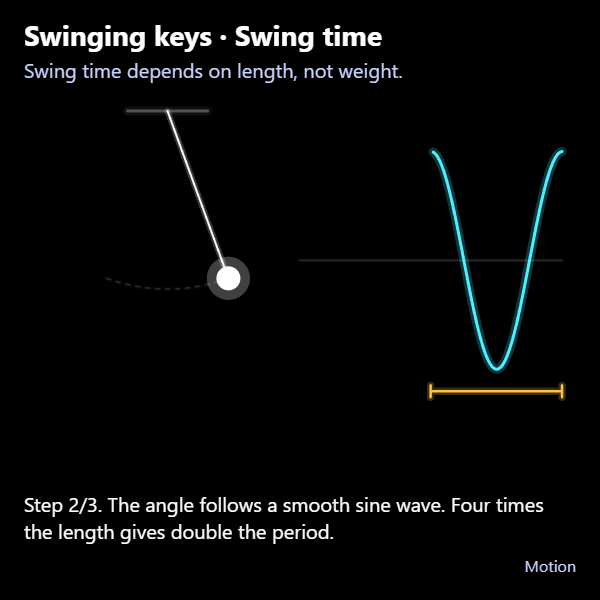 Swinging keys · Swing time
Swing time depends on length, not weight.
Step 2/3. The angle follows a smooth sine wave. Four times
the length gives double the period.
Motion